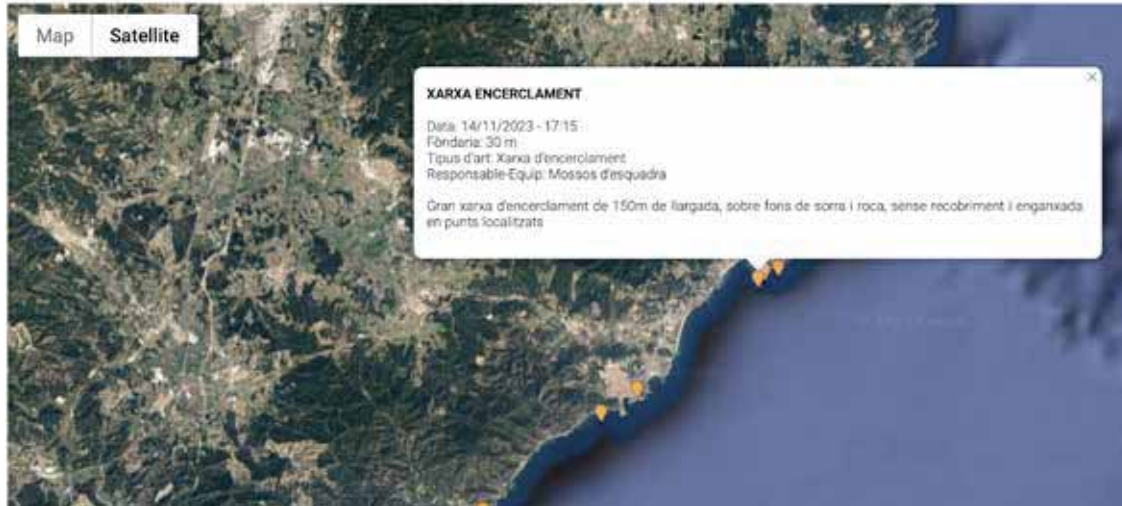 Map Satellite
XARXA ENCERCLAMENT
Data: 14/11/2023 - 17:15
Fondaria: 30 m
Tipus d'art: Xarxa d'encerclament
Responsable-Equip: Mossos d'esquadra
Gran xarxa d'encerclament de 150m de llargada, sobre fons de sorra i roca, sense recobriment i enganxada
en punts localitzats